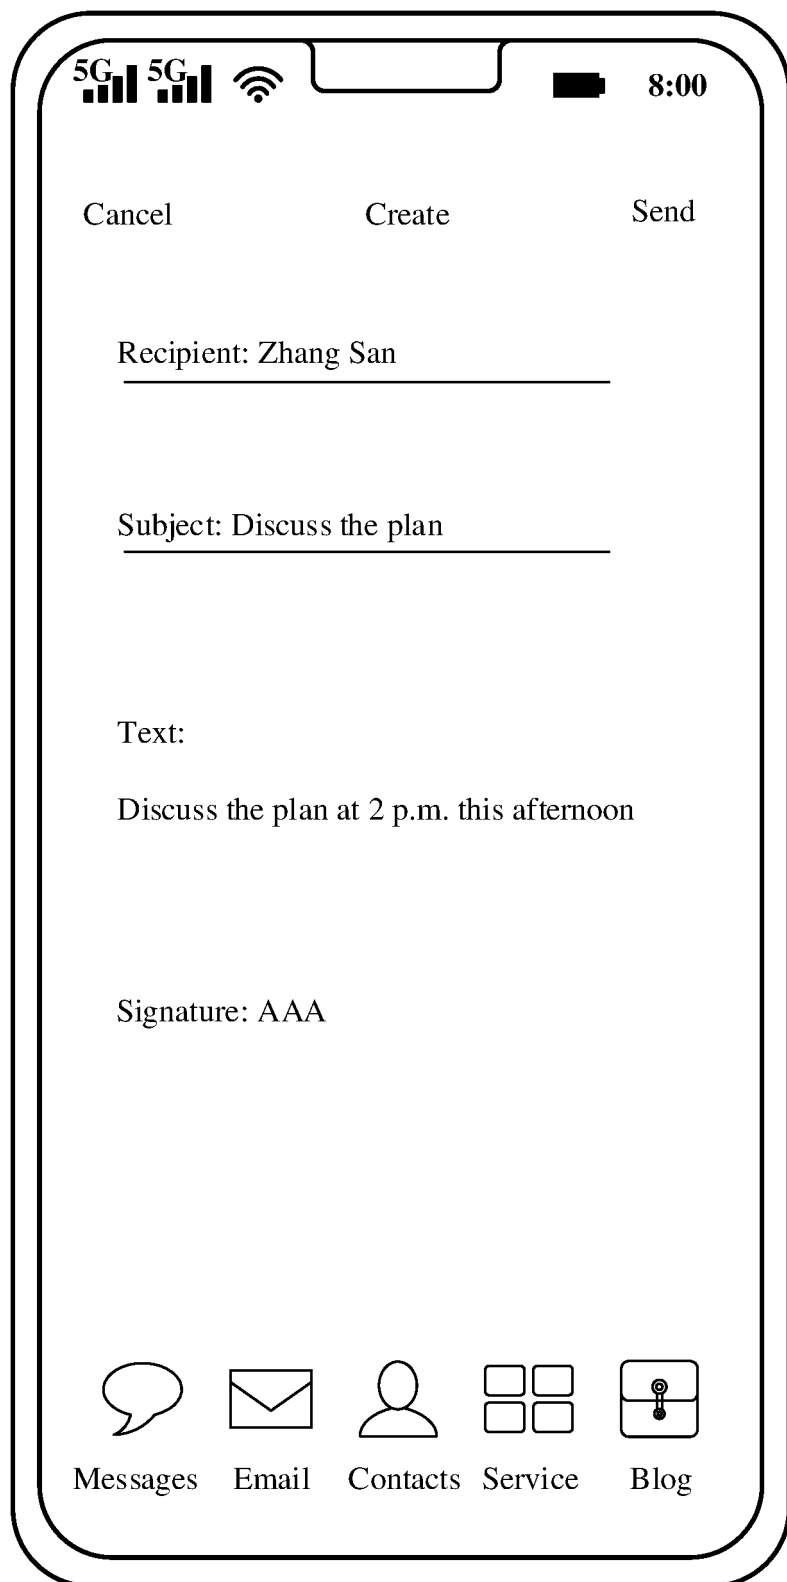 5G 5G 8:00
Cancel Create Send
Recipient: Zhang San
Subject: Discuss the plan
Text:
Discuss the plan at 2 p.m. this afternoon
Signature: AAA
Messages Email Contacts Service Blog